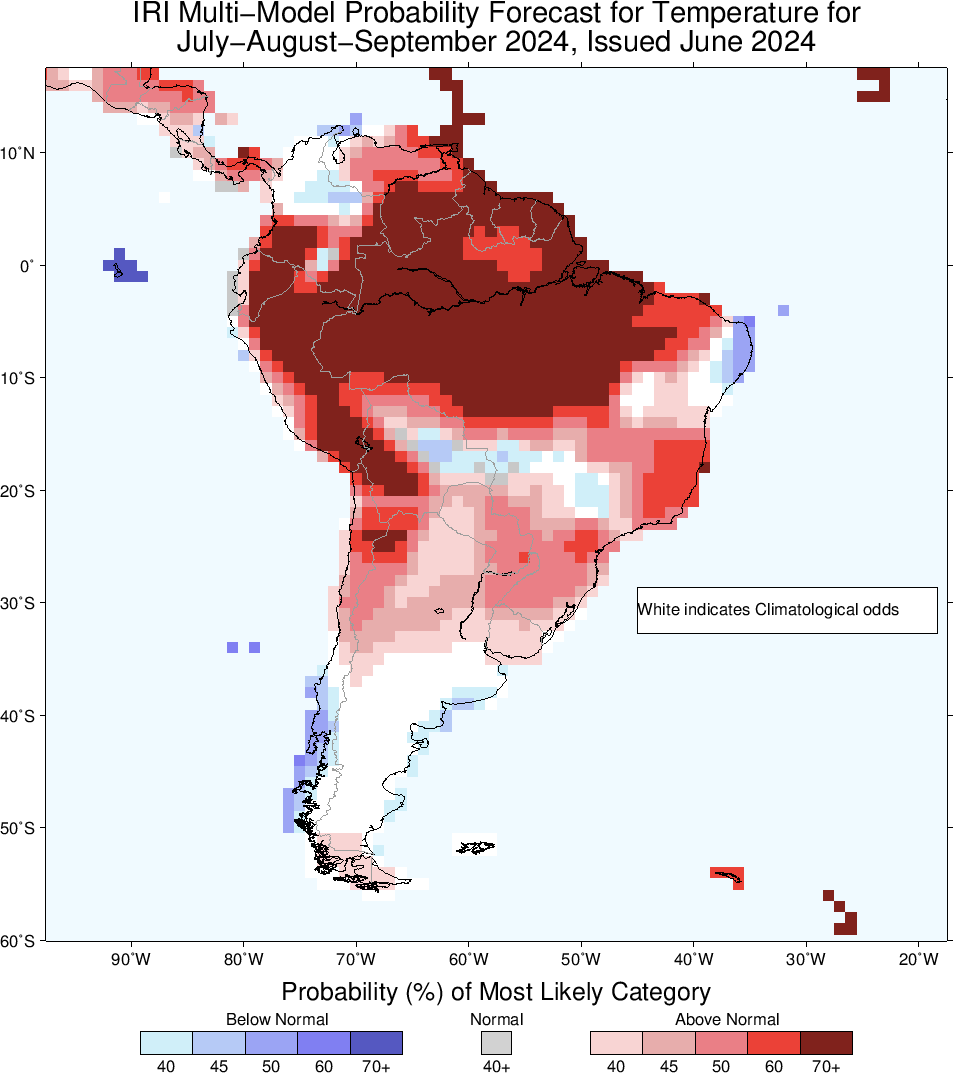 IRI Multi−Model Probability Forecast for Temperature for
July−August−September 2024, Issued June 2024
10˚N
0˚
10˚S
20˚S
30˚S
White indicates Climatological odds
40˚S
50˚S
60˚S
90˚W 80˚W 70˚W 60˚W 50˚W 40˚W 30˚W 20˚W
Probability (%) of Most Likely Category
Below Normal Normal Above Normal
40 45 50 60 70+ 40+ 40 45 50 60 70+